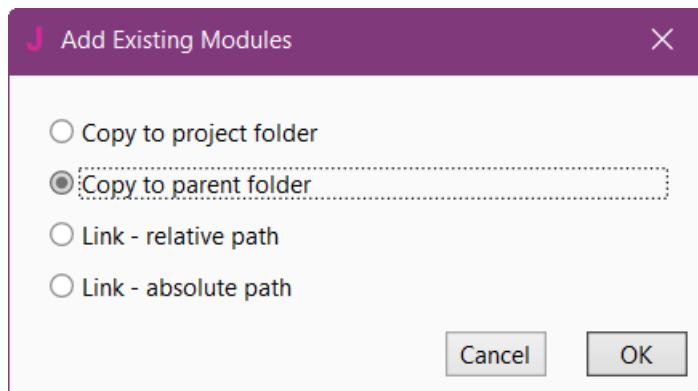 J Add Existing Modules
Copy to project folder
Copy to parent folder
Link - relative path
Link - absolute path
Cancel OK